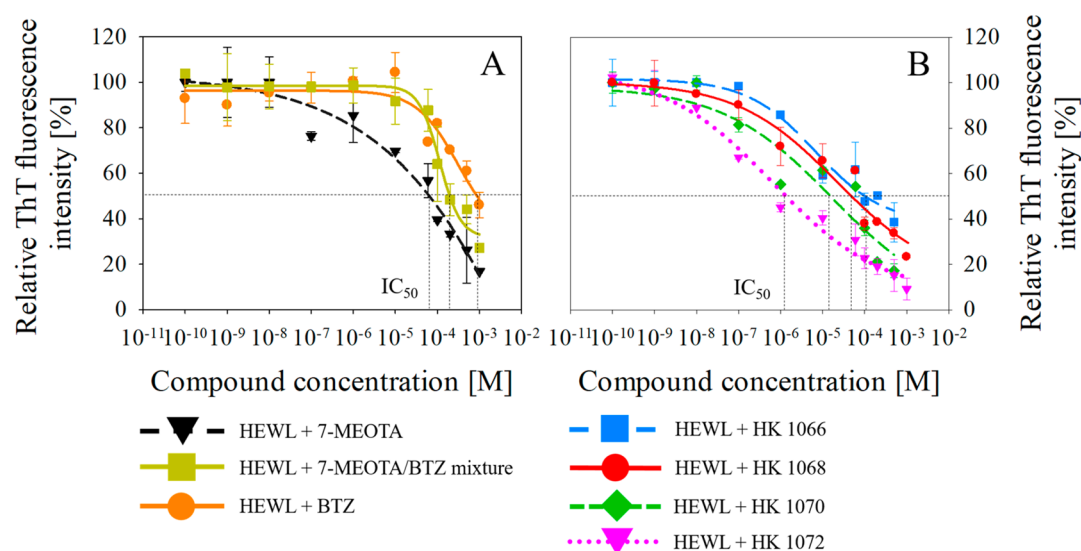 A
B
Relative ThT fluorescence
intensity [%]
120
100
80
60
40
20
0
IC₅₀
10⁻¹¹ 10⁻¹⁰ 10⁻⁹ 10⁻⁸ 10⁻⁷ 10⁻⁶ 10⁻⁵ 10⁻⁴ 10⁻³ 10⁻²
Compound concentration [M]
HEWL + 7-MEOTA
HEWL + 7-MEOTA/BTZ mixture
HEWL + BTZ
120
100
80
60
40
20
0
Relative ThT fluorescence
intensity [%]
IC₅₀
10⁻¹¹ 10⁻¹⁰ 10⁻⁹ 10⁻⁸ 10⁻⁷ 10⁻⁶ 10⁻⁵ 10⁻⁴ 10⁻³ 10⁻²
Compound concentration [M]
HEWL + HK 1066
HEWL + HK 1068
HEWL + HK 1070
HEWL + HK 1072